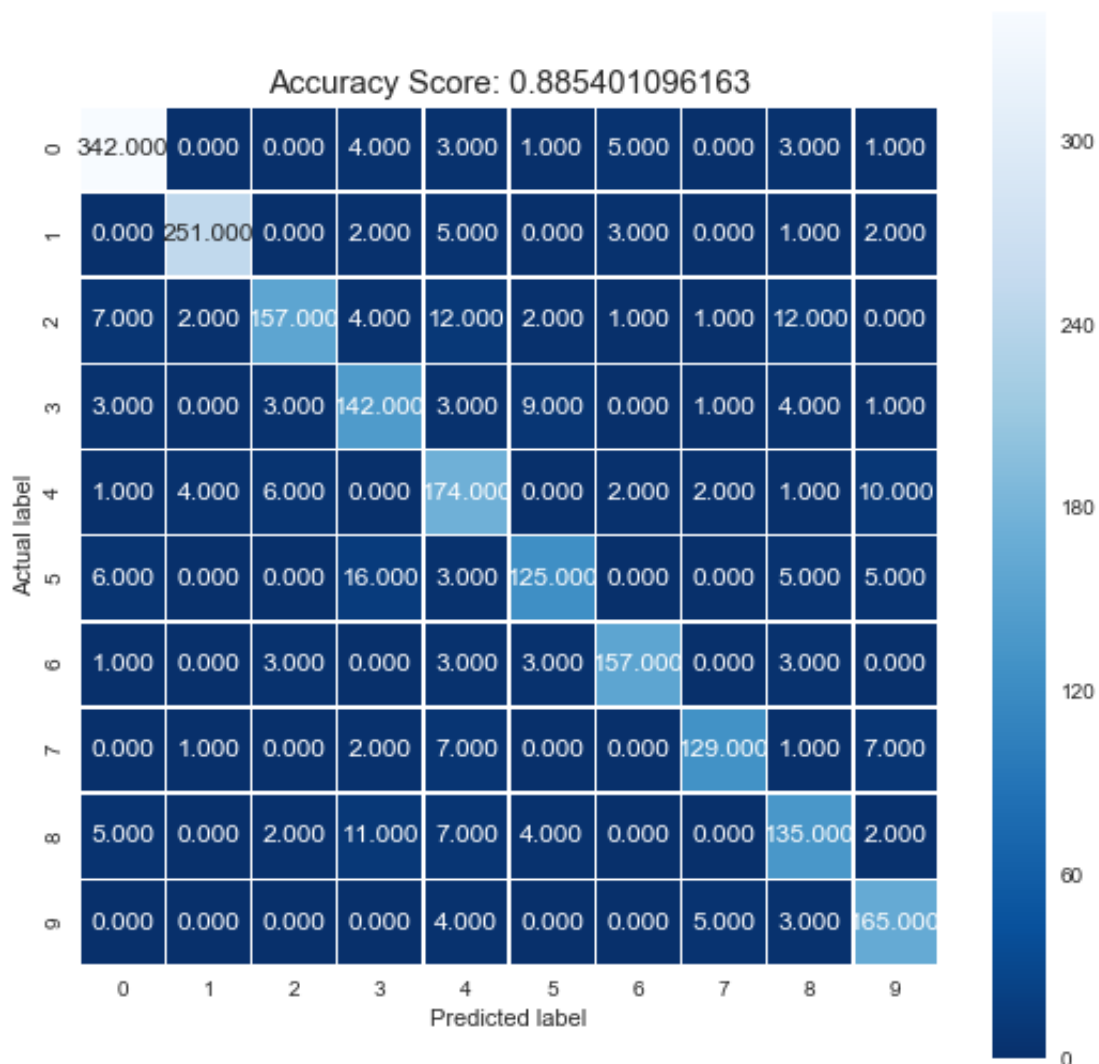 Accuracy Score: 0.885401096163
0 342.000 0.000 0.000 4.000 3.000 1.000 5.000 0.000 3.000 1.000
1 0.000 251.000 0.000 2.000 5.000 0.000 3.000 0.000 1.000 2.000
2 7.000 2.000 157.000 4.000 12.000 2.000 1.000 1.000 12.000 0.000
3 3.000 0.000 3.000 142.000 3.000 9.000 0.000 1.000 4.000 1.000
4 1.000 4.000 6.000 0.000 174.000 0.000 2.000 2.000 1.000 10.000
5 6.000 0.000 0.000 16.000 3.000 125.000 0.000 0.000 5.000 5.000
6 1.000 0.000 3.000 0.000 3.000 3.000 157.000 0.000 3.000 0.000
7 0.000 1.000 0.000 2.000 7.000 0.000 0.000 129.000 1.000 7.000
8 5.000 0.000 2.000 11.000 7.000 4.000 0.000 0.000 135.000 2.000
9 0.000 0.000 0.000 0.000 4.000 0.000 0.000 5.000 3.000 165.000
0 1 2 3 4 5 6 7 8 9
Predicted label
Actual label
300
240
180
120
60
0